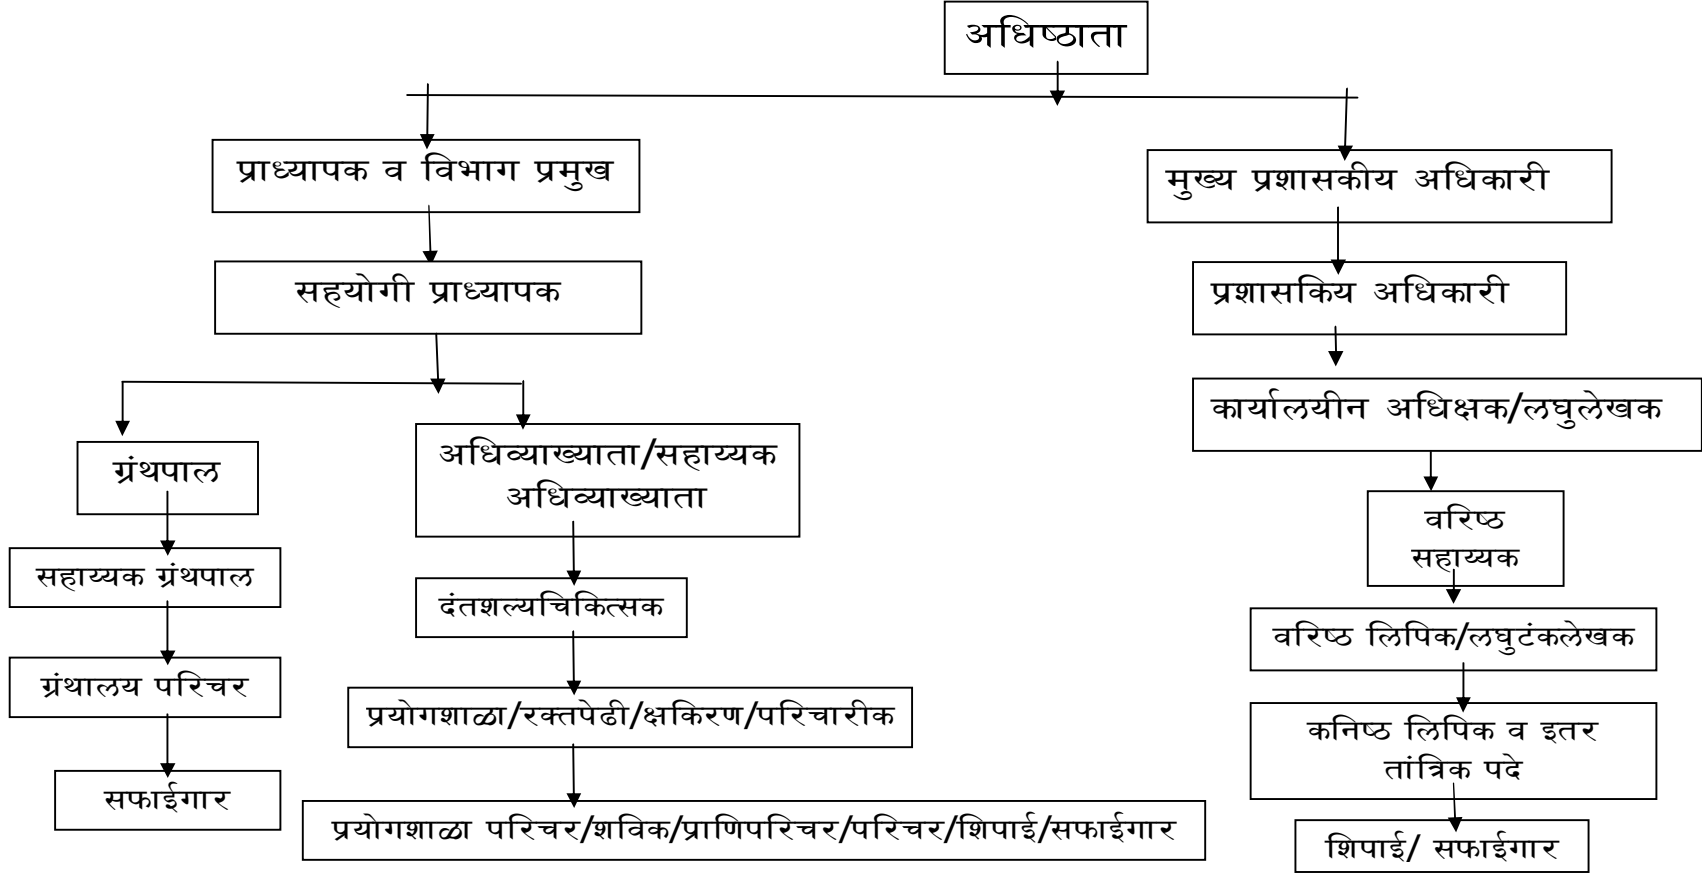 अधिष्ठाता
प्राध्यापक व विभाग प्रमुख
मुख्य प्रशासकीय अधिकारी
सहयोगी प्राध्यापक
प्रशासकिय अधिकारी
कार्यालयीन अधिक्षक/लघुलेखक
ग्रंथपाल
अधिव्याख्याता/सहाय्यक
अधिव्याख्याता
वरिष्ठ
सहाय्यक
सहाय्यक ग्रंथपाल
दंतशल्यचिकित्सक
वरिष्ठ लिपिक/लघुटंकलेखक
ग्रंथालय परिचर
प्रयोगशाळा/रक्तपेढी/क्षकिरण/परिचारीक
कनिष्ठ लिपिक व इतर
तांत्रिक पदे
सफाईगार
प्रयोगशाळा परिचर/शविक/प्राणिपरिचर/परिचर/शिपाई/सफाईगार
शिपाई/ सफाईगार